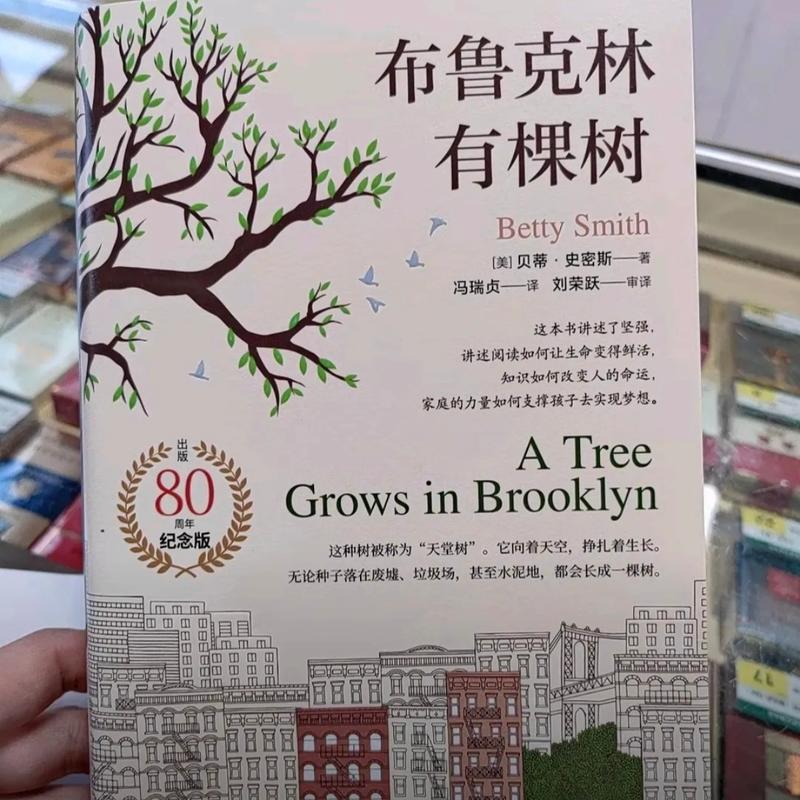 布鲁克林
有棵树
Betty Smith
[美]贝蒂·史密斯——著
冯瑞贞——译 刘荣跃——审译
这本书讲述了坚强，
讲述阅读如何让生命变得鲜活，
知识如何改变人的命运，
家庭的力量如何支撑孩子去实现梦想。
出版
80
周年
纪念版
A Tree
Grows in Brooklyn
这种树被称为“天堂树”。它向着天空，挣扎着生长。
无论种子落在废墟、垃圾场，甚至水泥地，都会长成一棵树。